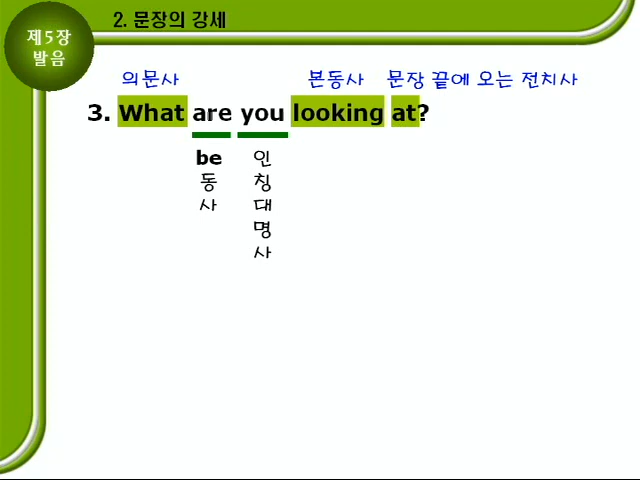 제5장
발음
2. 문장의 강세
의문사 본동사 문장 끝에 오는 전치사
3. What are you looking at?
be
동
사
인
칭
대
명
사